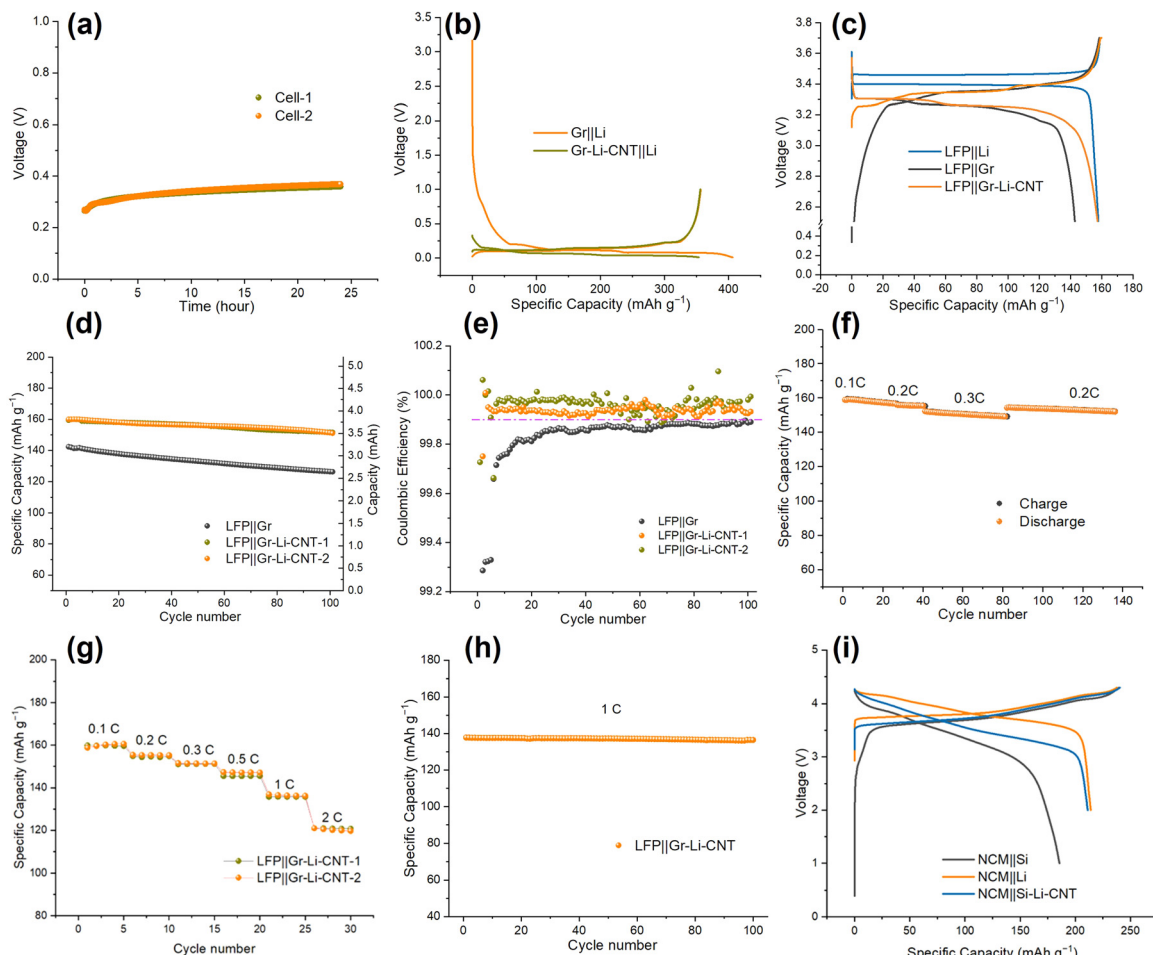 (a)
1.0
0.8
0.6
0.4
0.2
0.0
Voltage (V)
Cell-1
Cell-2
0 5 10 15 20 25
Time (hour)
(b)
3.5
3.0
2.5
2.0
1.5
1.0
0.5
0.0
Voltage (V)
Gr||Li
Gr-Li-CNT||Li
0 100 200 300 400
Specific Capacity (mAh g⁻¹)
(c)
3.8
3.6
3.4
3.2
3.0
2.8
2.6
0.4
0.2
0.0
Voltage (V)
LFP||Li
LFP||Gr
LFP||Gr-Li-CNT
-20 0 20 40 60 80 100 120 140 160 180
Specific Capacity (mAh g⁻¹)
(d)
200
180
160
140
120
100
80
60
Specific Capacity (mAh g⁻¹)
5.0
4.5
4.0
3.5
3.0
2.5
2.0
1.5
1.0
0.5
0.0
Capacity (mAh)
LFP||Gr
LFP||Gr-Li-CNT-1
LFP||Gr-Li-CNT-2
0 20 40 60 80 100
Cycle number
(e)
100.2
100.0
99.8
99.6
99.4
99.2
Coulombic Efficiency (%)
LFP||Gr
LFP||Gr-Li-CNT-1
LFP||Gr-Li-CNT-2
0 20 40 60 80 100
Cycle number
(f)
200
180
160
140
120
100
80
60
Specific Capacity (mAh g⁻¹)
0.1C
0.2C
0.3C
0.2C
Charge
Discharge
0 20 40 60 80 100 120 140
Cycle number
(g)
200
180
160
140
120
100
80
Specific Capacity (mAh g⁻¹)
0.1 C
0.2 C
0.3 C
0.5 C
1 C
2 C
LFP||Gr-Li-CNT-1
LFP||Gr-Li-CNT-2
0 5 10 15 20 25 30
Cycle number
(h)
180
160
140
120
100
80
60
40
Specific Capacity (mAh g⁻¹)
1 C
LFP||Gr-Li-CNT
0 20 40 60 80 100
Cycle number
(i)
5
4
3
2
1
0
Voltage (V)
NCM||Si
NCM||Li
NCM||Si-Li-CNT
0 50 100 150 200 250
Specific Capacity (mAh g⁻¹)